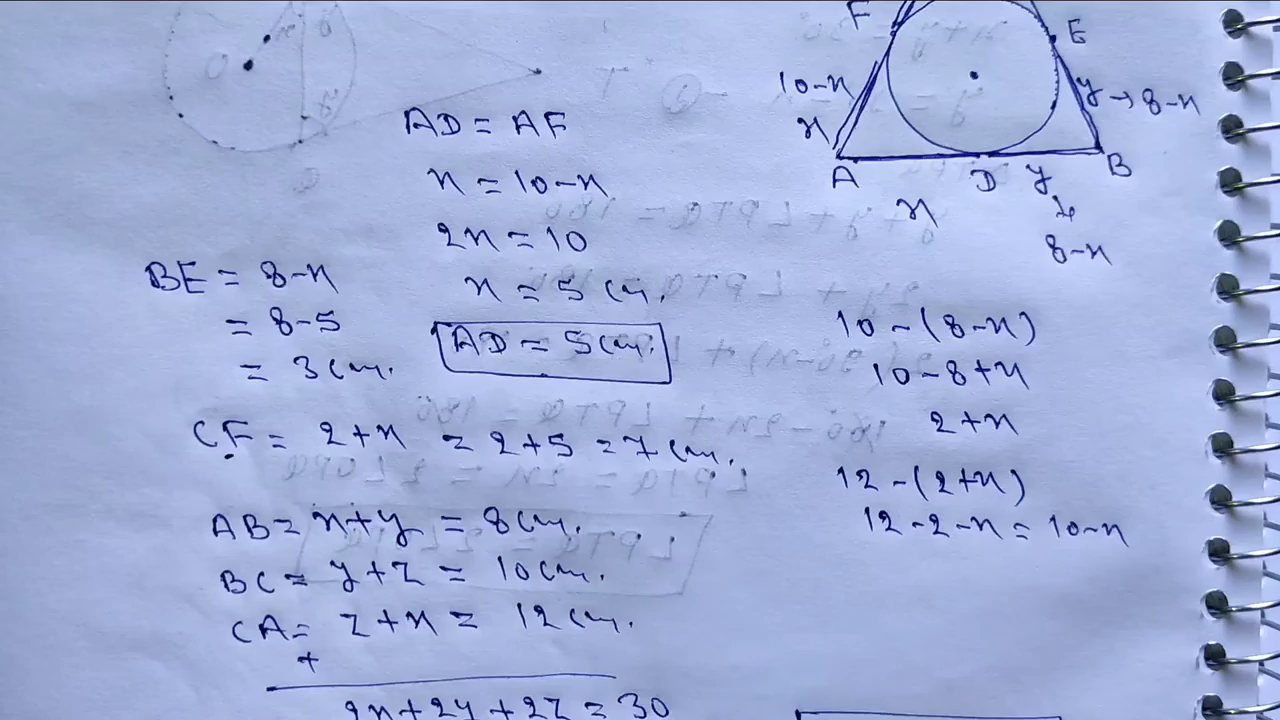 F
E
10-x
x
y → 8-x
A
D
y
B
x
8-x
AD = AF
x = 10-x
2x = 10
x = 5 cm.
AD = 5 cm.
BE = 8-x
= 8-5
= 3 cm.
CF = 2+x = 2+5 = 7 cm.
AB = x+y = 8 cm.
BC = y+z = 10 cm.
CA = z+x = 12 cm.
+
2x+2y+2z = 30
10-(8-x)
10-8+x
2+x
12-(2+x)
12-2-x = 10-x